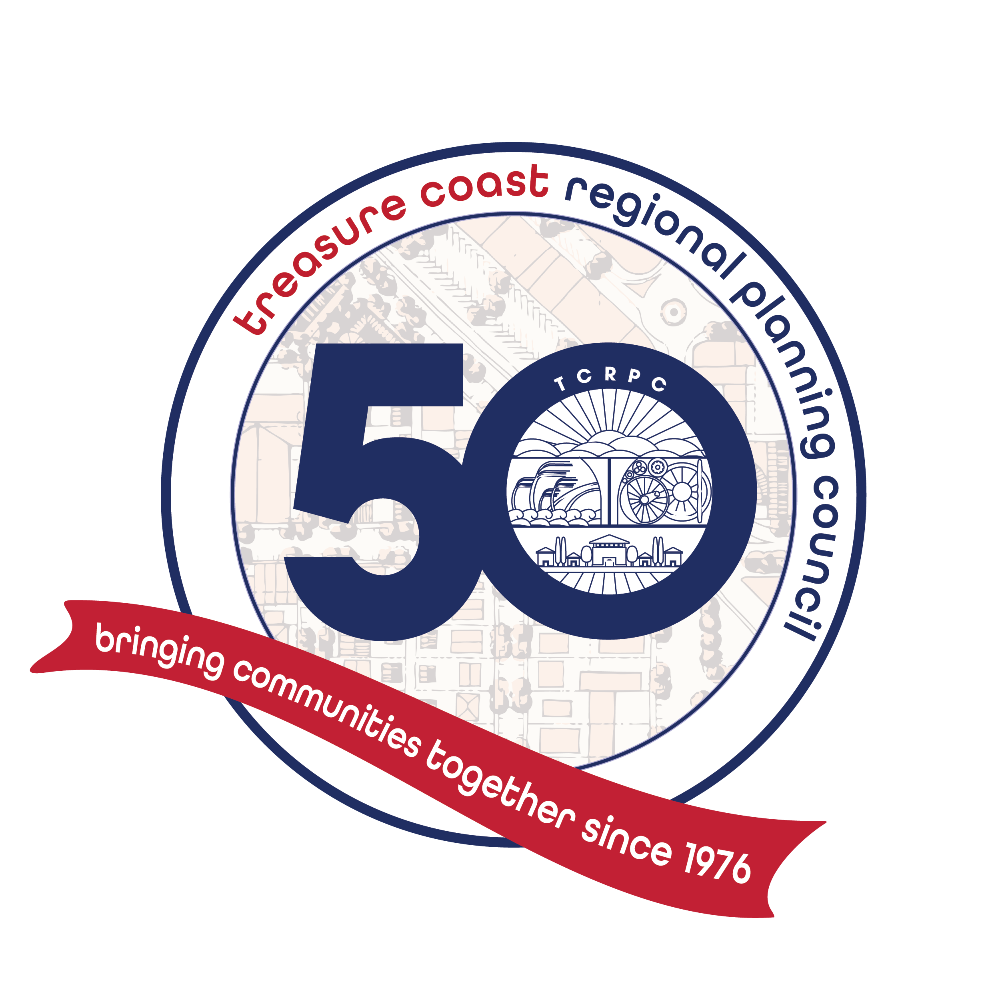 treasure coast regional planning council
50
TCRPC
bringing communities together since 1976